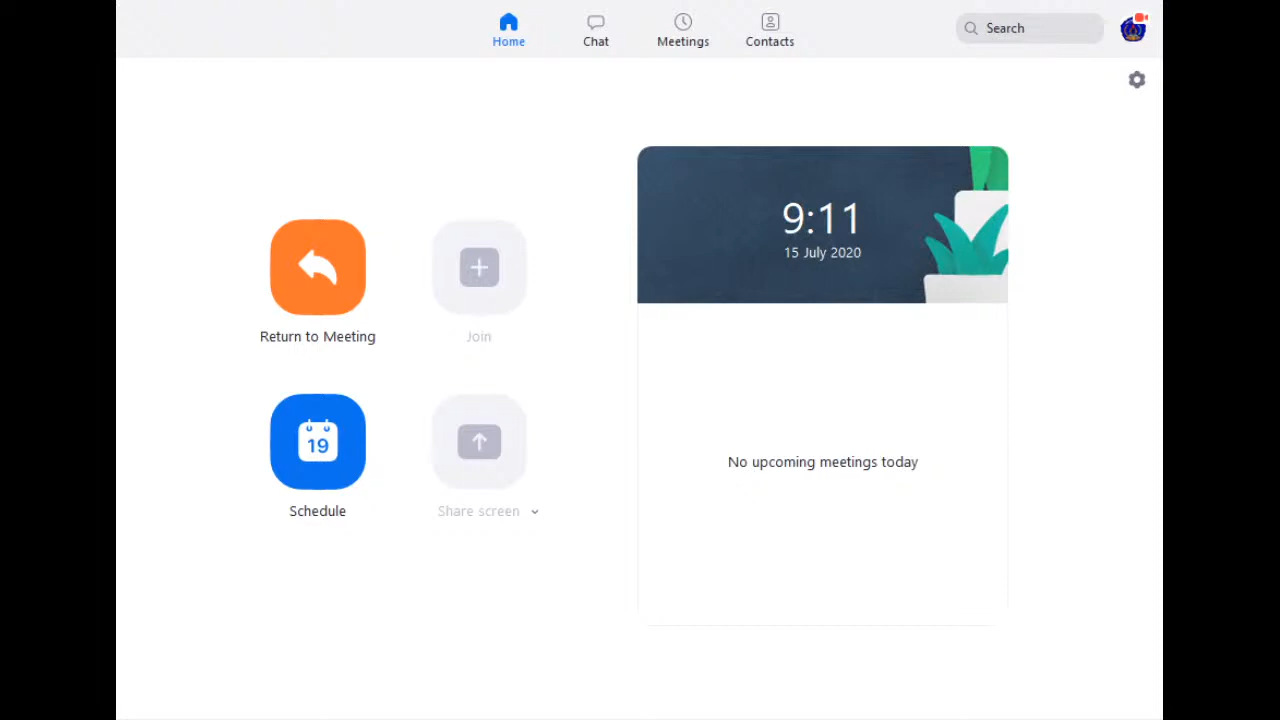 Home
Chat
Meetings
Contacts
Search
9:11
15 July 2020
Return to Meeting
Join
19
Schedule
Share screen
No upcoming meetings today